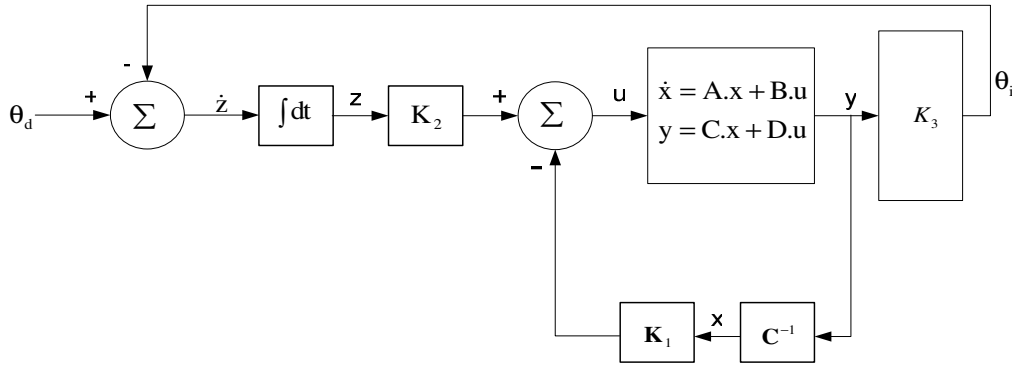 -
+
θd
Σ
ż
∫dt
z
K2
+
Σ
-
u
ẋ = A.x + B.u
y = C.x + D.u
y
K3
θi
K1
x
C⁻¹